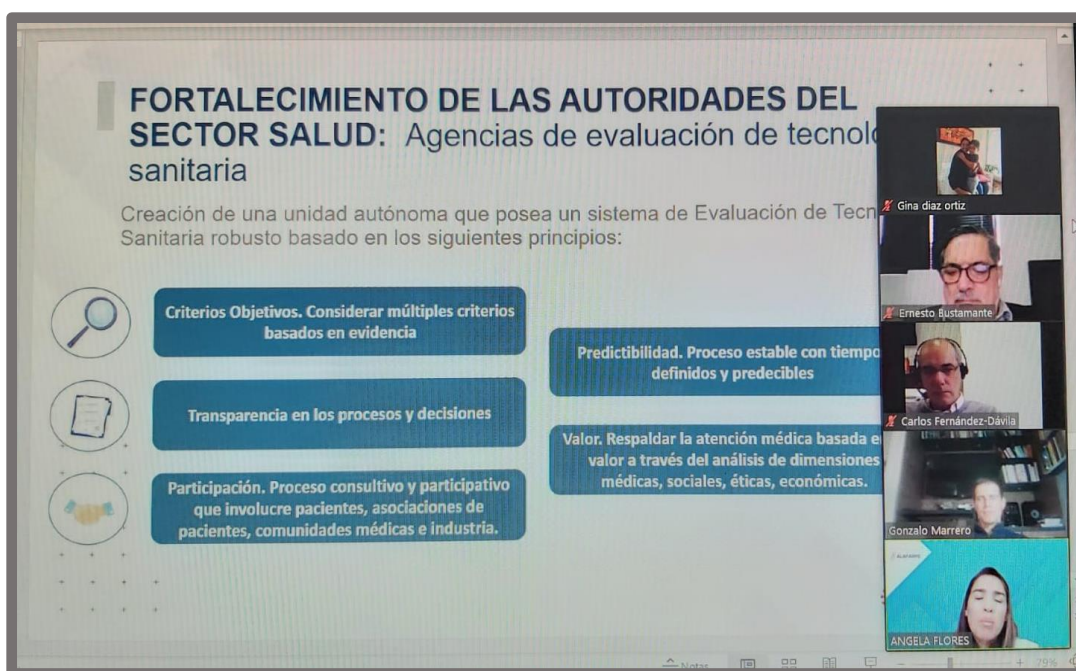 FORTALECIMIENTO DE LAS AUTORIDADES DEL
SECTOR SALUD: Agencias de evaluación de tecnolo
sanitaria
Creación de una unidad autónoma que posea un sistema de Evaluación de Tecn
Sanitaria robusto basado en los siguientes principios:
Criterios Objetivos. Considerar múltiples criterios
basados en evidencia
Transparencia en los procesos y decisiones
Participación. Proceso consultivo y participativo
que involucre pacientes, asociaciones de
pacientes, comunidades médicas e industria.
Predictibilidad. Proceso estable con tiempo
definidos y predecibles
Valor. Respaldar la atención médica basada e
valor a través del análisis de dimensiones
médicas, sociales, éticas, económicas.
Gina diaz ortiz
Ernesto Bustamante
Carlos Fernández-Dávila
Gonzalo Marrero
ANGELA FLORES
Notas
29%